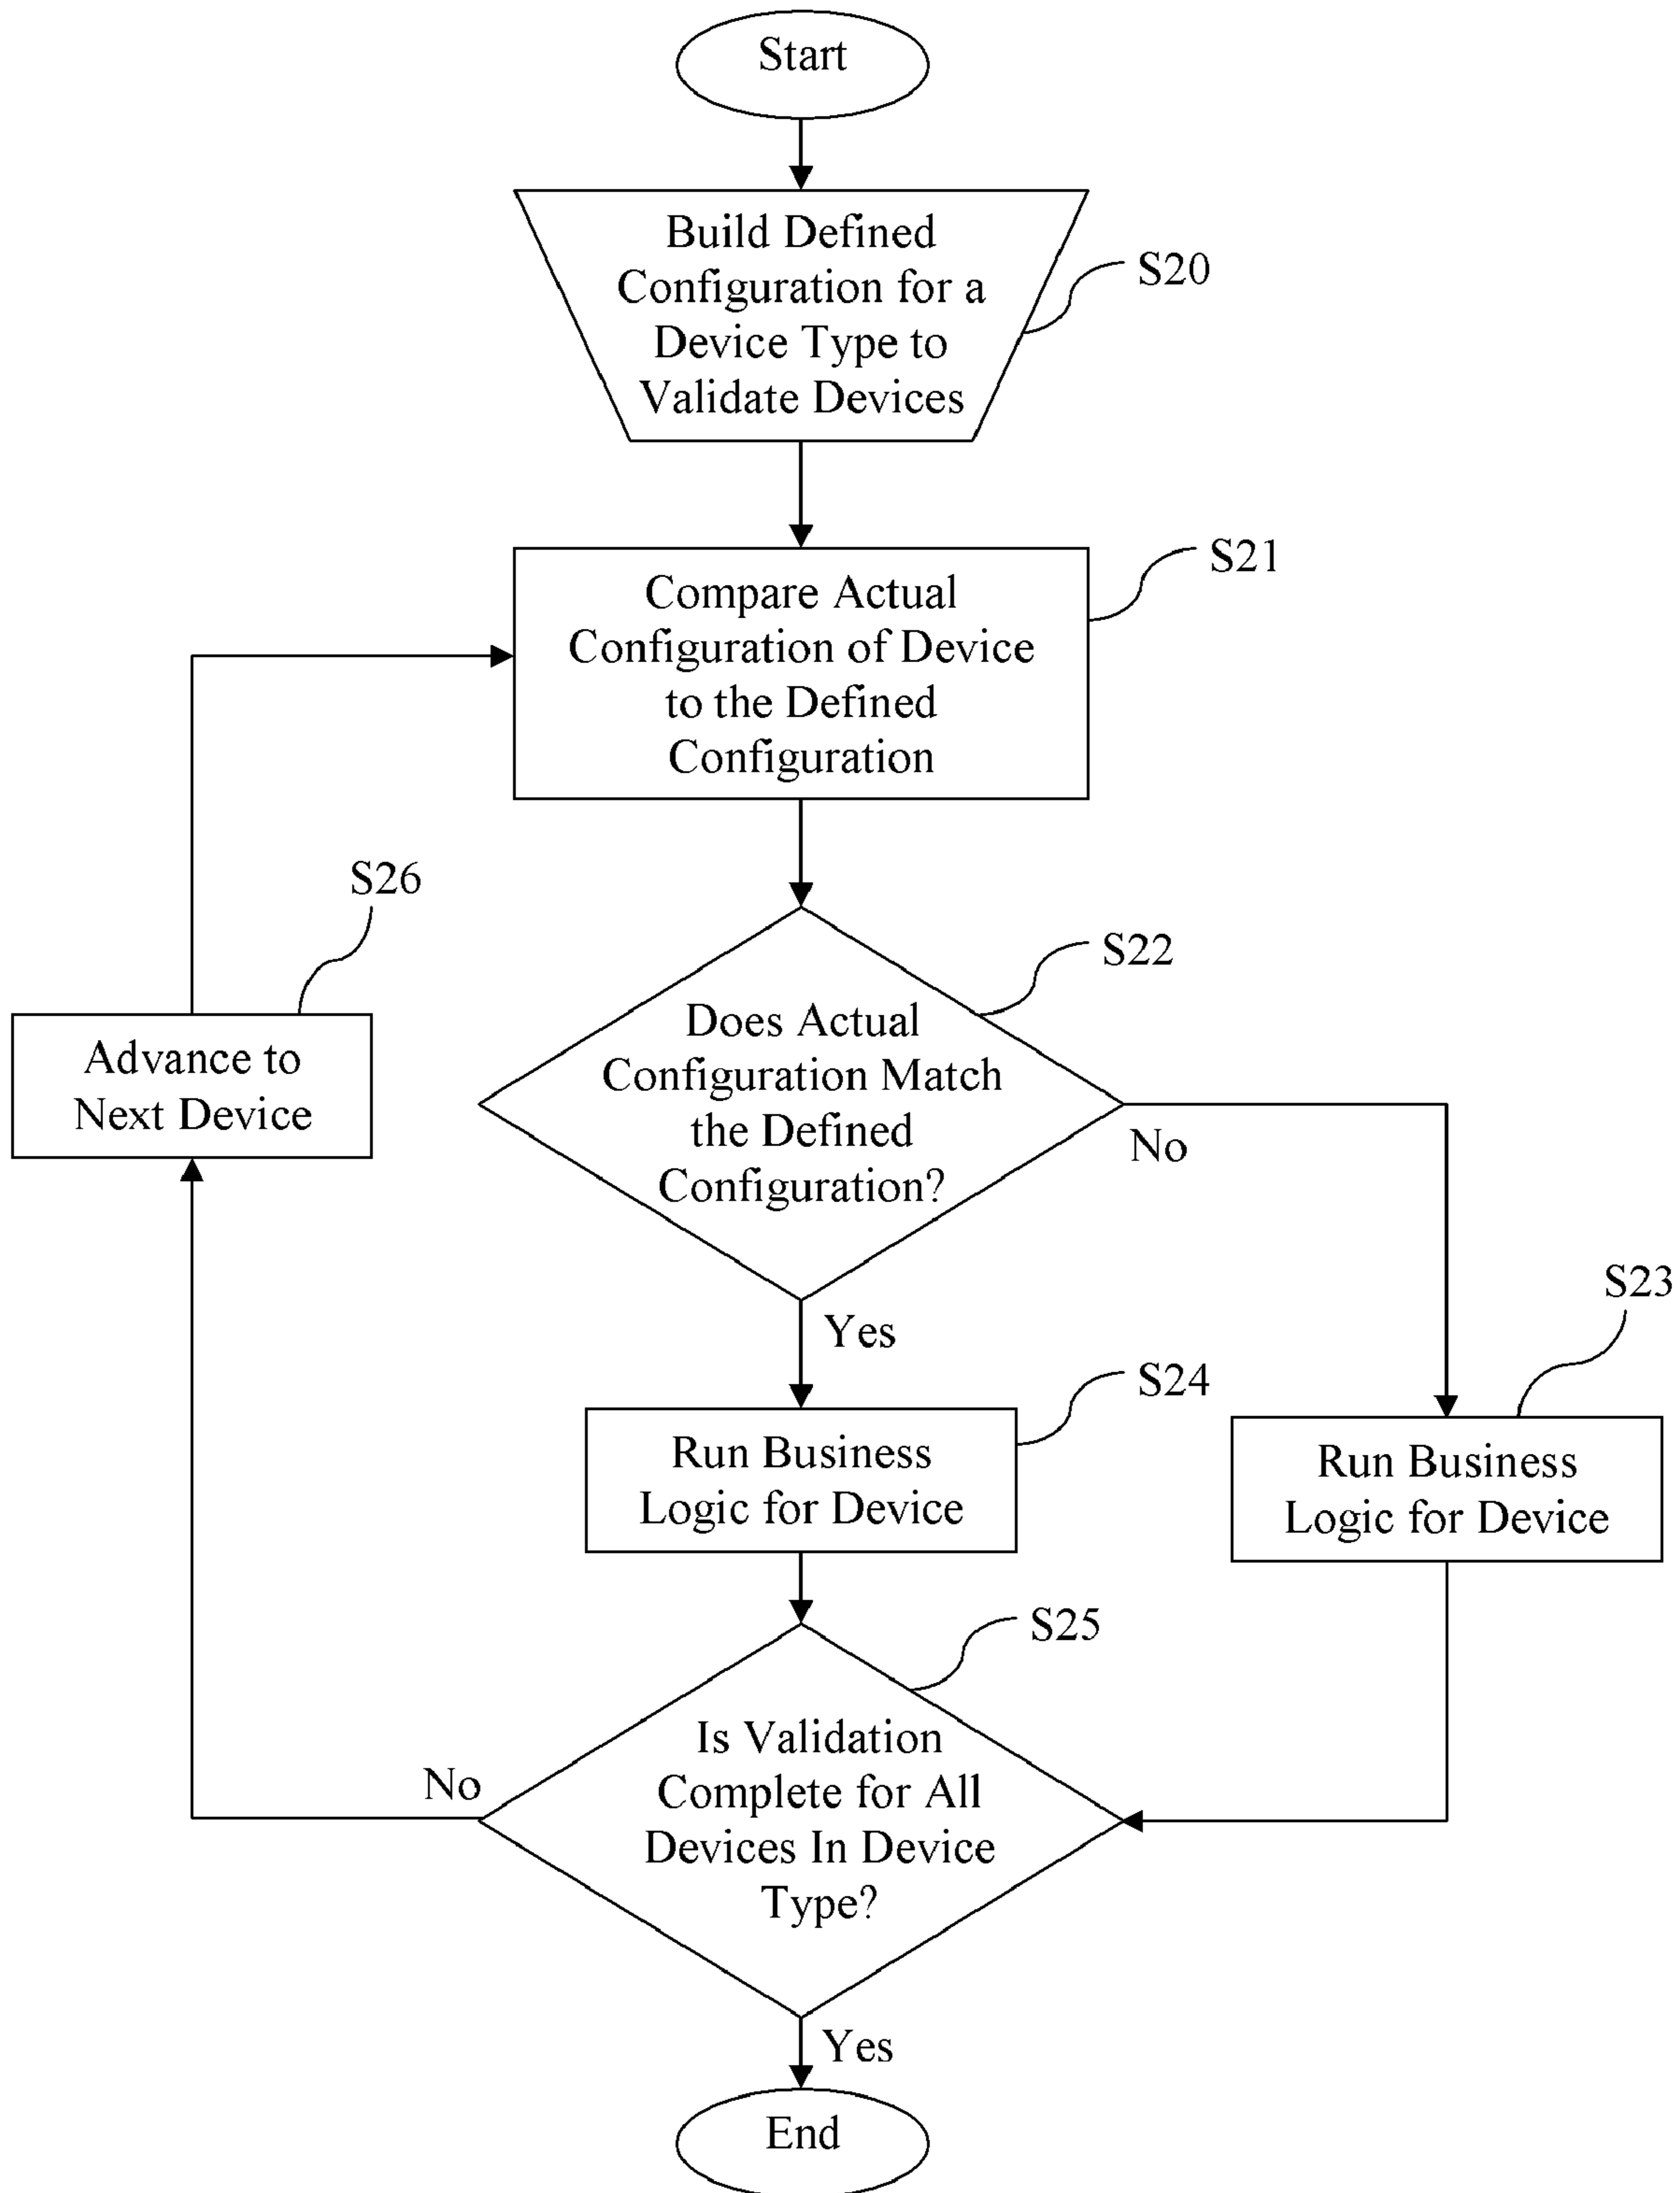 Start
Build Defined
Configuration for a
Device Type to
Validate Devices
S20
Compare Actual
Configuration of Device
to the Defined
Configuration
S21
S26
Advance to
Next Device
Does Actual
Configuration Match
the Defined
Configuration?
S22
No
Yes
S23
S24
Run Business
Logic for Device
Run Business
Logic for Device
S25
Is Validation
Complete for All
Devices In Device
Type?
No
Yes
End